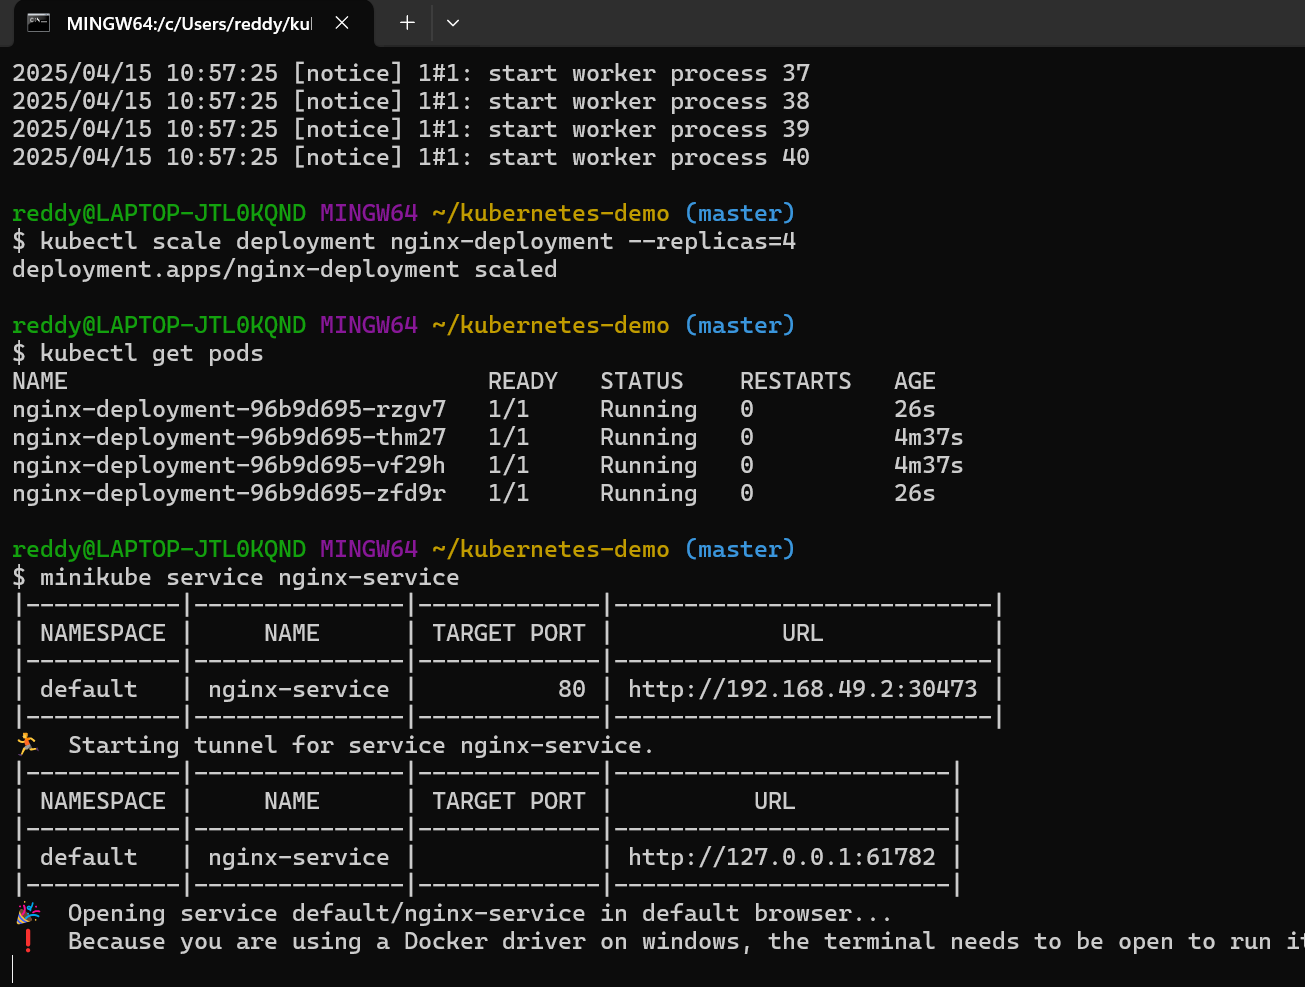 MINGW64:/c/Users/reddy/kul
2025/04/15 10:57:25 [notice] 1#1: start worker process 37
2025/04/15 10:57:25 [notice] 1#1: start worker process 38
2025/04/15 10:57:25 [notice] 1#1: start worker process 39
2025/04/15 10:57:25 [notice] 1#1: start worker process 40
reddy@LAPTOP-JTL0KQND MINGW64 ~/kubernetes-demo (master)
$ kubectl scale deployment nginx-deployment --replicas=4
deployment.apps/nginx-deployment scaled
reddy@LAPTOP-JTL0KQND MINGW64 ~/kubernetes-demo (master)
$ kubectl get pods
NAME READY STATUS RESTARTS AGE
nginx-deployment-96b9d695-rzgv7 1/1 Running 0 26s
nginx-deployment-96b9d695-thm27 1/1 Running 0 4m37s
nginx-deployment-96b9d695-vf29h 1/1 Running 0 4m37s
nginx-deployment-96b9d695-zfd9r 1/1 Running 0 26s
reddy@LAPTOP-JTL0KQND MINGW64 ~/kubernetes-demo (master)
$ minikube service nginx-service
|-----------|---------------|-------------|---------------------------|
| NAMESPACE | NAME | TARGET PORT | URL |
|-----------|---------------|-------------|---------------------------|
| default | nginx-service | 80 | http://192.168.49.2:30473 |
|-----------|---------------|-------------|---------------------------|
🏃 Starting tunnel for service nginx-service.
|-----------|---------------|-------------|------------------------|
| NAMESPACE | NAME | TARGET PORT | URL |
|-----------|---------------|-------------|------------------------|
| default | nginx-service | | http://127.0.0.1:61782 |
|-----------|---------------|-------------|------------------------|
🎉 Opening service default/nginx-service in default browser...
❗ Because you are using a Docker driver on windows, the terminal needs to be open to run it